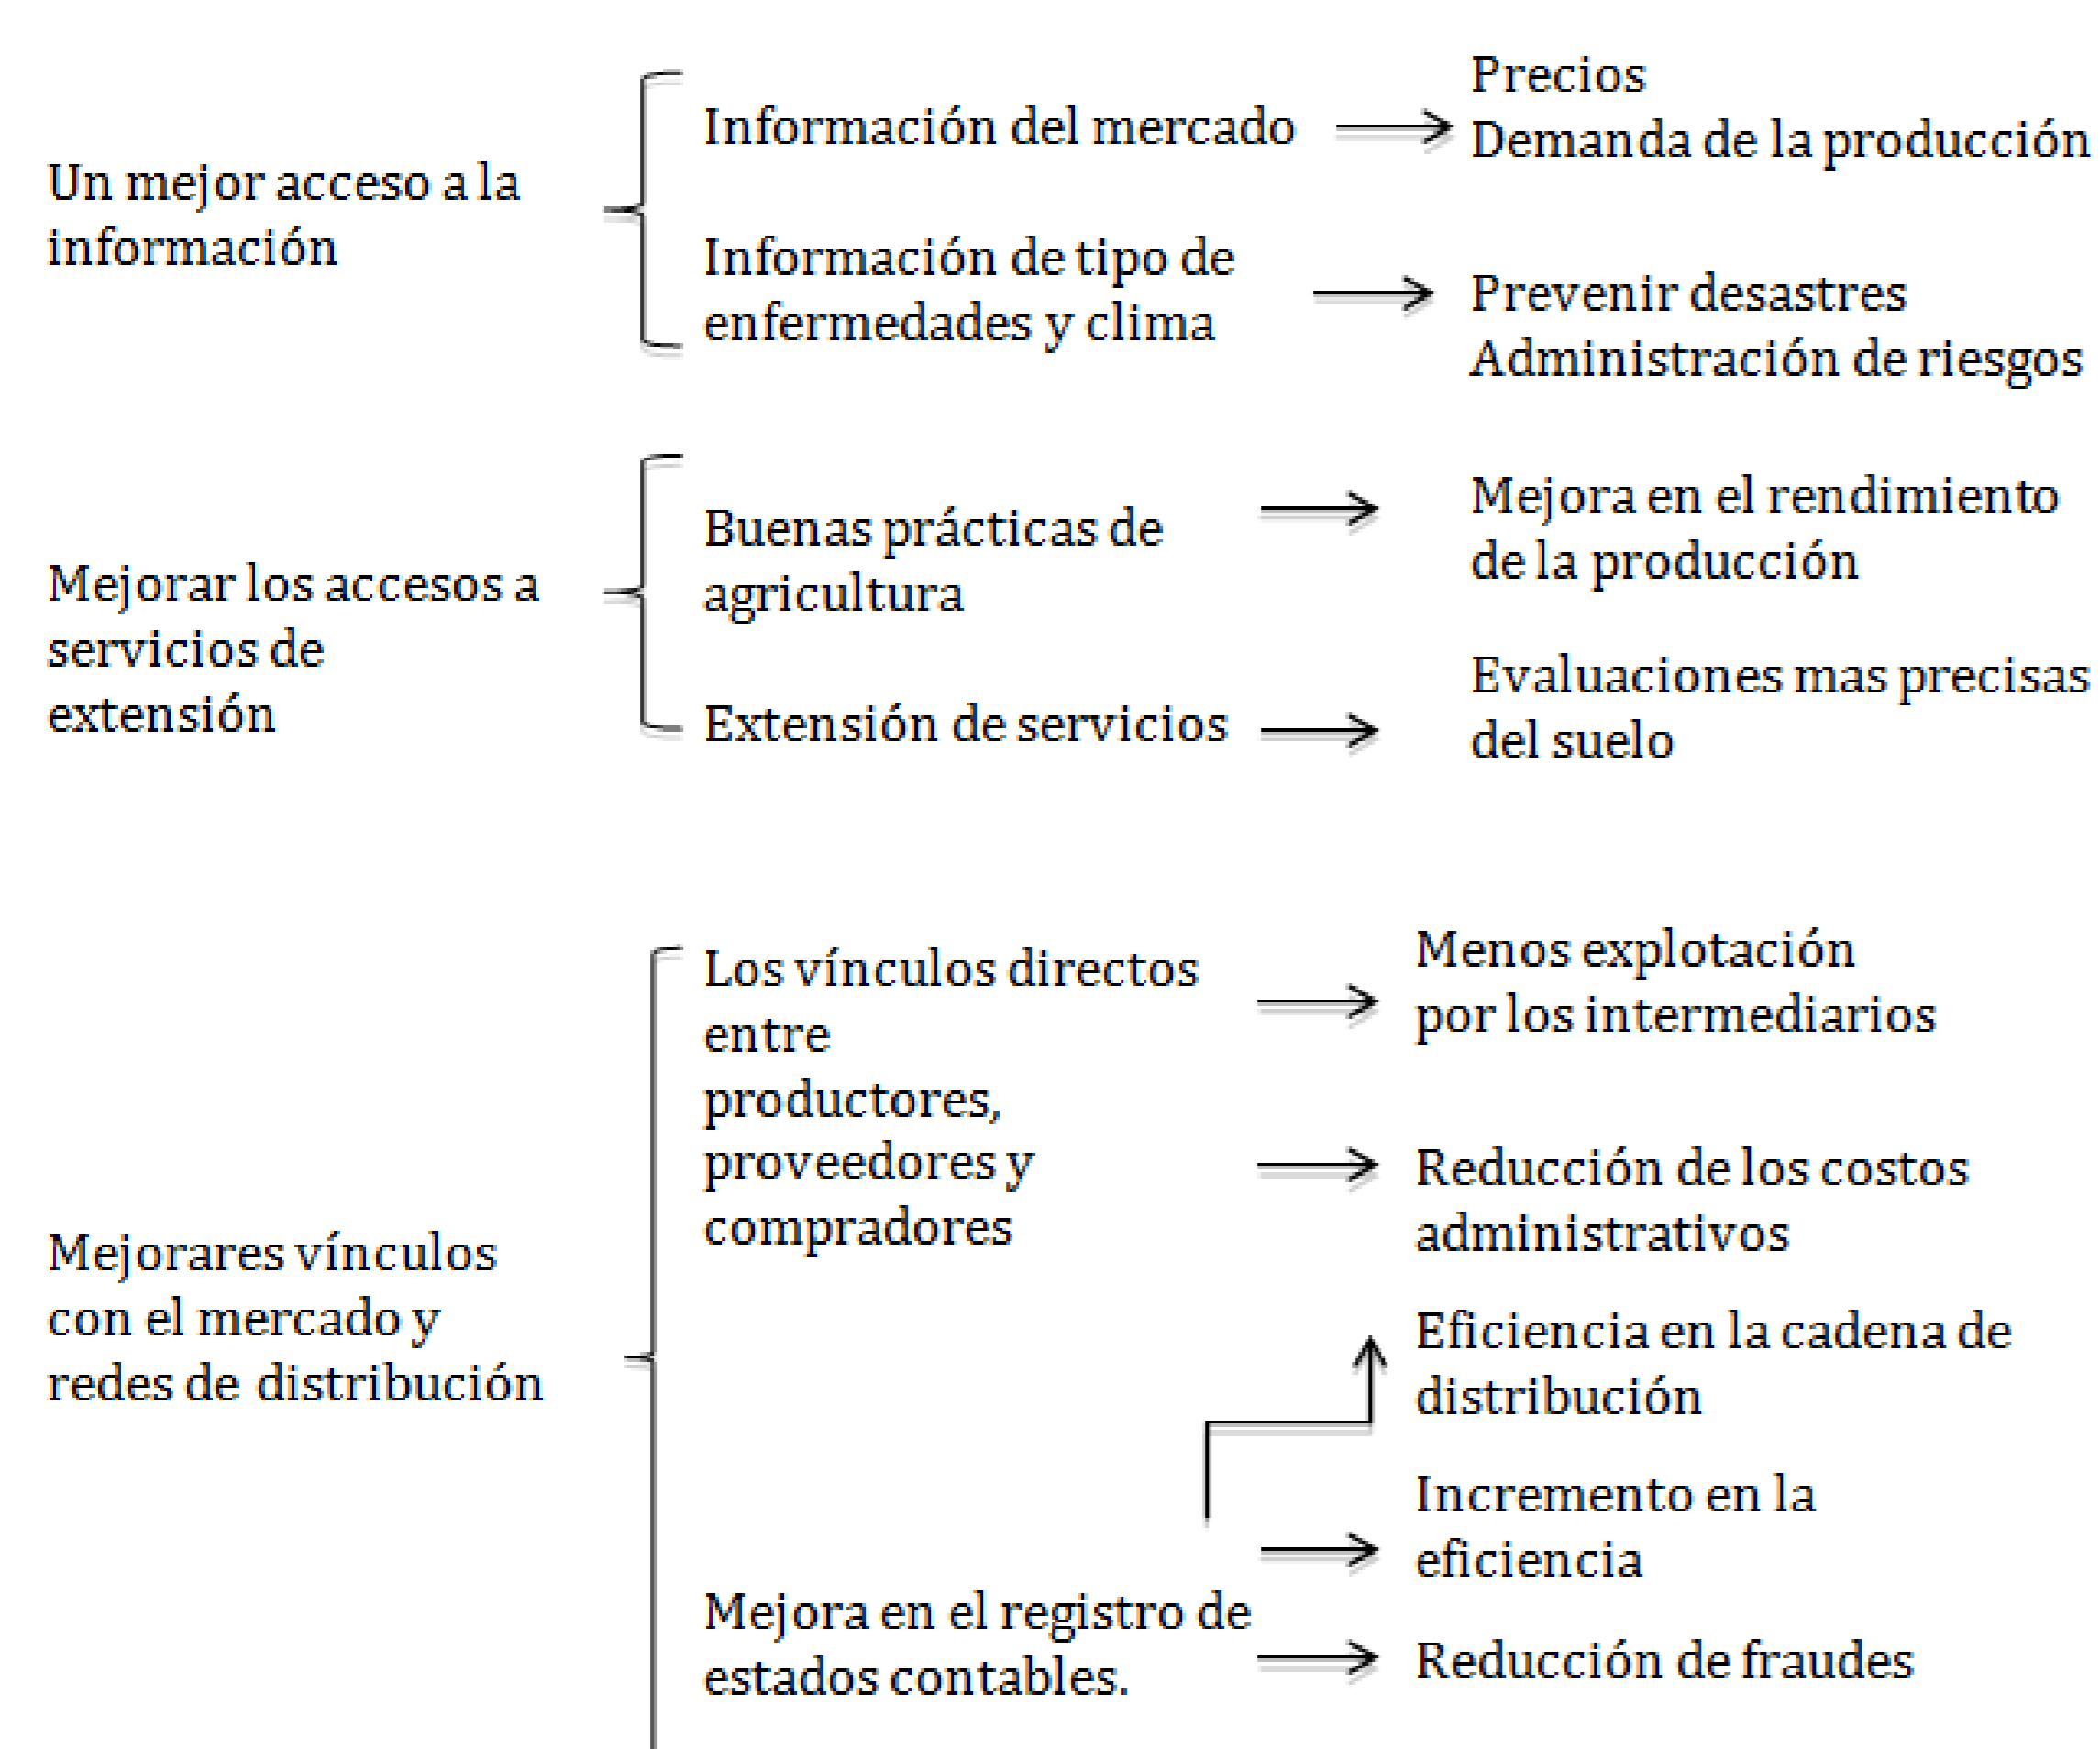 Un mejor acceso a la
información
Información del mercado
Precios
Demanda de la producción
Información de tipo de
enfermedades y clima
Prevenir desastres
Administración de riesgos
Mejorar los accesos a
servicios de
extensión
Buenas prácticas de
agricultura
Mejora en el rendimiento
de la producción
Extensión de servicios
Evaluaciones mas precisas
del suelo
Mejorares vínculos
con el mercado y
redes de distribución
Los vínculos directos
entre
productores,
proveedores y
compradores
Menos explotación
por los intermediarios
Reducción de los costos
administrativos
Eficiencia en la cadena de
distribución
Mejora en el registro de
estados contables.
Incremento en la
eficiencia
Reducción de fraudes